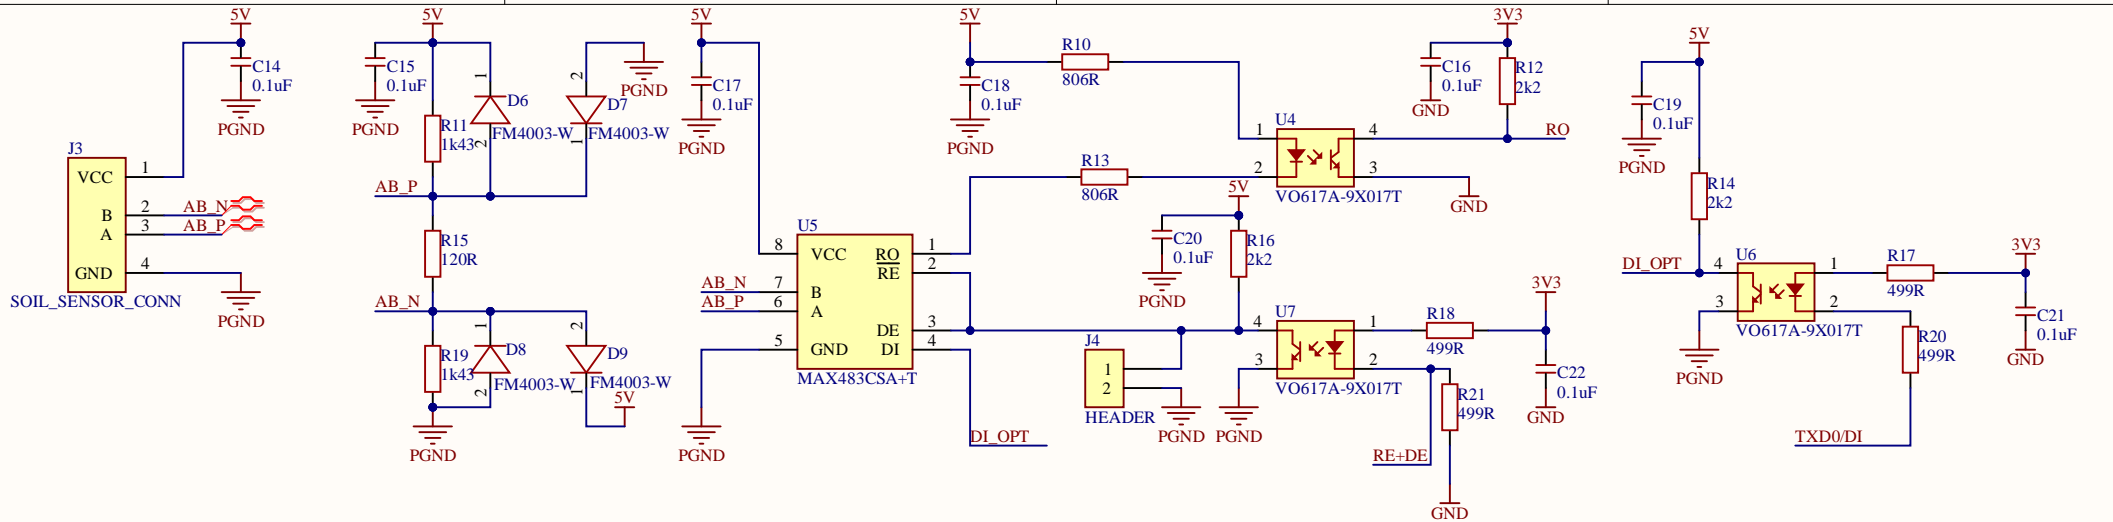 5V
C14
0.1uF
PGND
J3
VCC
1
B
2
AB_N
A
3
AB_P
GND
4
SOIL_SENSOR_CONN
PGND
5V
C15
0.1uF
PGND
R11
1k43
1
D6
FM4003-W
2
2
D7
FM4003-W
1
PGND
AB_P
R15
120R
AB_N
R19
1k43
1
D8
FM4003-W
2
2
D9
FM4003-W
1
5V
PGND
5V
C17
0.1uF
PGND
U5
8
VCC
RO
1
RE
2
AB_N
7
B
AB_P
6
A
DE
3
5
GND
DI
4
MAX483CSA+T
PGND
DI_OPT
5V
C18
0.1uF
PGND
R10
806R
R13
806R
U4
1
2
4
3
VO617A-9X017T
3V3
C16
0.1uF
GND
R12
2k2
RO
GND
5V
C20
0.1uF
PGND
R16
2k2
J4
1
2
HEADER
PGND
PGND
U7
4
3
1
2
VO617A-9X017T
R18
499R
3V3
C22
0.1uF
GND
R21
499R
RE+DE
GND
5V
C19
0.1uF
PGND
R14
2k2
DI_OPT
U6
4
3
1
2
VO617A-9X017T
PGND
R17
499R
3V3
C21
0.1uF
GND
R20
499R
TXD0/DI